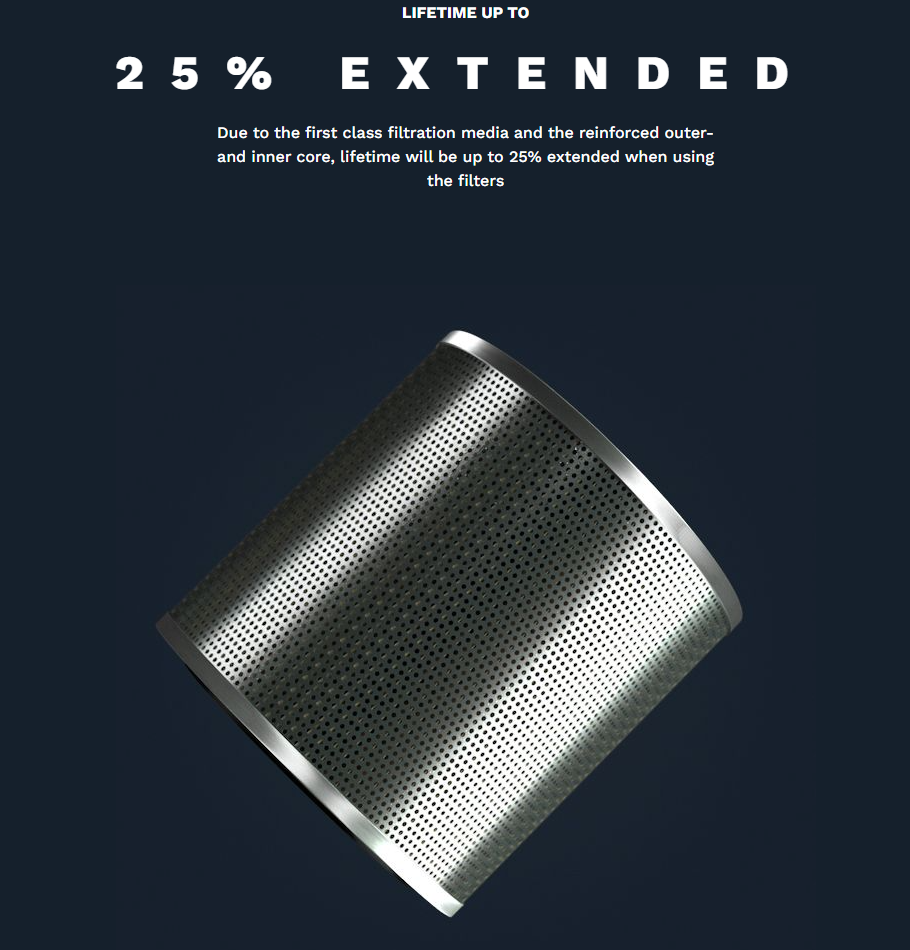 LIFETIME UP TO
25% EXTENDED
Due to the first class filtration media and the reinforced outer-
and inner core, lifetime will be up to 25% extended when using
the filters